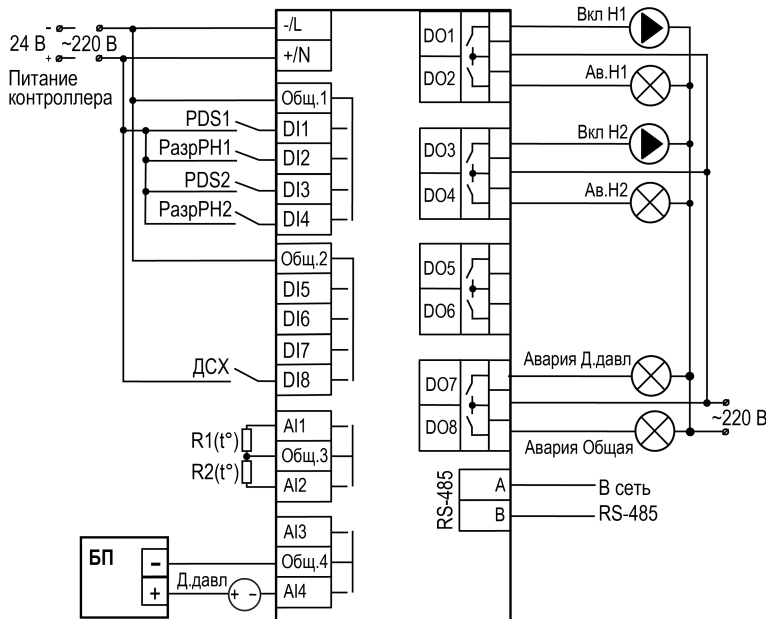 -
24 В ~220 В
+
Питание
контроллера
-/L
+/N
Общ.1
PDS1
DI1
РазрРН1
DI2
PDS2
DI3
РазрРН2
DI4
Общ.2
DI5
DI6
DI7
ДСХ
DI8
AI1
R1(t°)
Общ.3
R2(t°)
AI2
AI3
БП
-
Общ.4
+
Д.давл
+ -
AI4
DO1
Вкл Н1
DO2
Ав.Н1
DO3
Вкл Н2
DO4
Ав.Н2
DO5
DO6
Авария Д.давл
DO7
~220 В
DO8
Авария Общая
RS-485
A
В сеть
B
RS-485